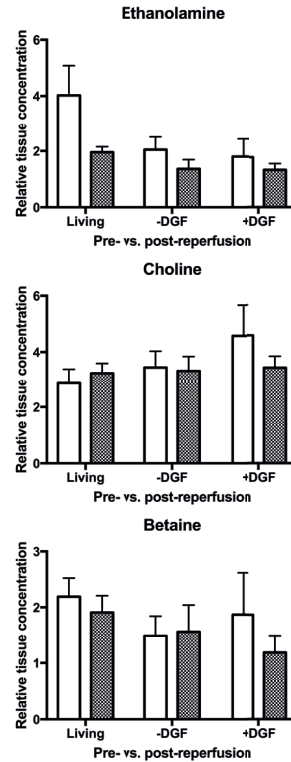 Ethanolamine
Relative tissue concentration
6
4
2
0
Living -DGF +DGF
Pre- vs. post-reperfusion
Choline
Relative tissue concentration
6
4
2
0
Living -DGF +DGF
Pre- vs. post-reperfusion
Betaine
Relative tissue concentration
3
2
1
0
Living -DGF +DGF
Pre- vs. post-reperfusion